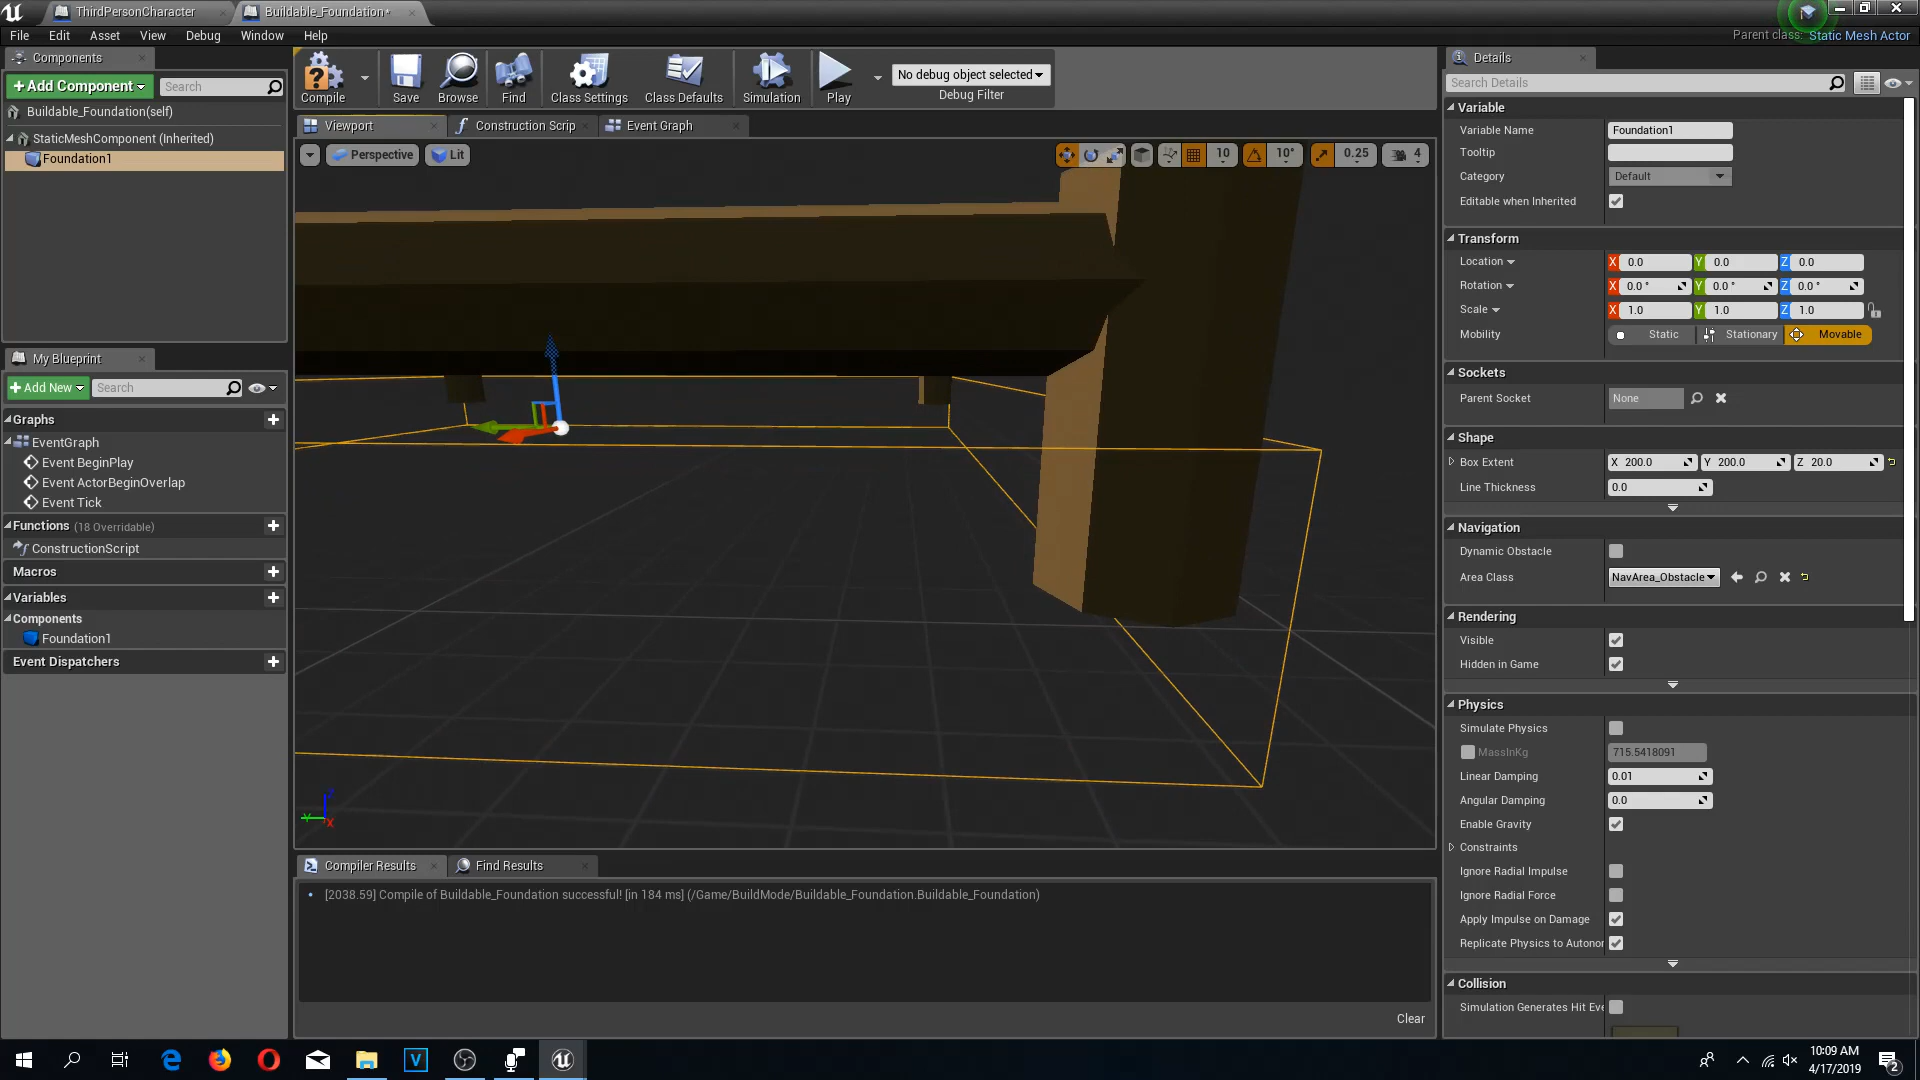 ThirdPersonCharacter
Buildable_Foundation*
File Edit Asset View Debug Window Help
Parent class: Static Mesh Actor
Components
+ Add Component
Search
Buildable_Foundation(self)
StaticMeshComponent (Inherited)
Foundation1
My Blueprint
+ Add New
Search
Graphs
EventGraph
Event BeginPlay
Event ActorBeginOverlap
Event Tick
Functions (18 Overridable)
ConstructionScript
Macros
Variables
Components
Foundation1
Event Dispatchers
Compile
Save
Browse
Find
Class Settings
Class Defaults
Simulation
Play
No debug object selected
Debug Filter
Viewport
Construction Scrip
Event Graph
Perspective
Lit
10
10°
0.25
4
Z
Y
X
Compiler Results
Find Results
[2038.59] Compile of Buildable_Foundation successful! [in 184 ms] (/Game/BuildMode/Buildable_Foundation.Buildable_Foundation)
Clear
Details
Search Details
Variable
Variable Name Foundation1
Tooltip
Category Default
Editable when Inherited
Transform
Location X 0.0 Y 0.0 Z 0.0
Rotation X 0.0° Y 0.0° Z 0.0°
Scale X 1.0 Y 1.0 Z 1.0
Mobility Static Stationary Movable
Sockets
Parent Socket None
Shape
Box Extent X 200.0 Y 200.0 Z 20.0
Line Thickness 0.0
Navigation
Dynamic Obstacle
Area Class NavArea_Obstacle
Rendering
Visible
Hidden in Game
Physics
Simulate Physics
MassInKg 715.5418091
Linear Damping 0.01
Angular Damping 0.0
Enable Gravity
Constraints
Ignore Radial Impulse
Ignore Radial Force
Apply Impulse on Damage
Replicate Physics to Autonor
Collision
Simulation Generates Hit Eve
10:09 AM
4/17/2019
2